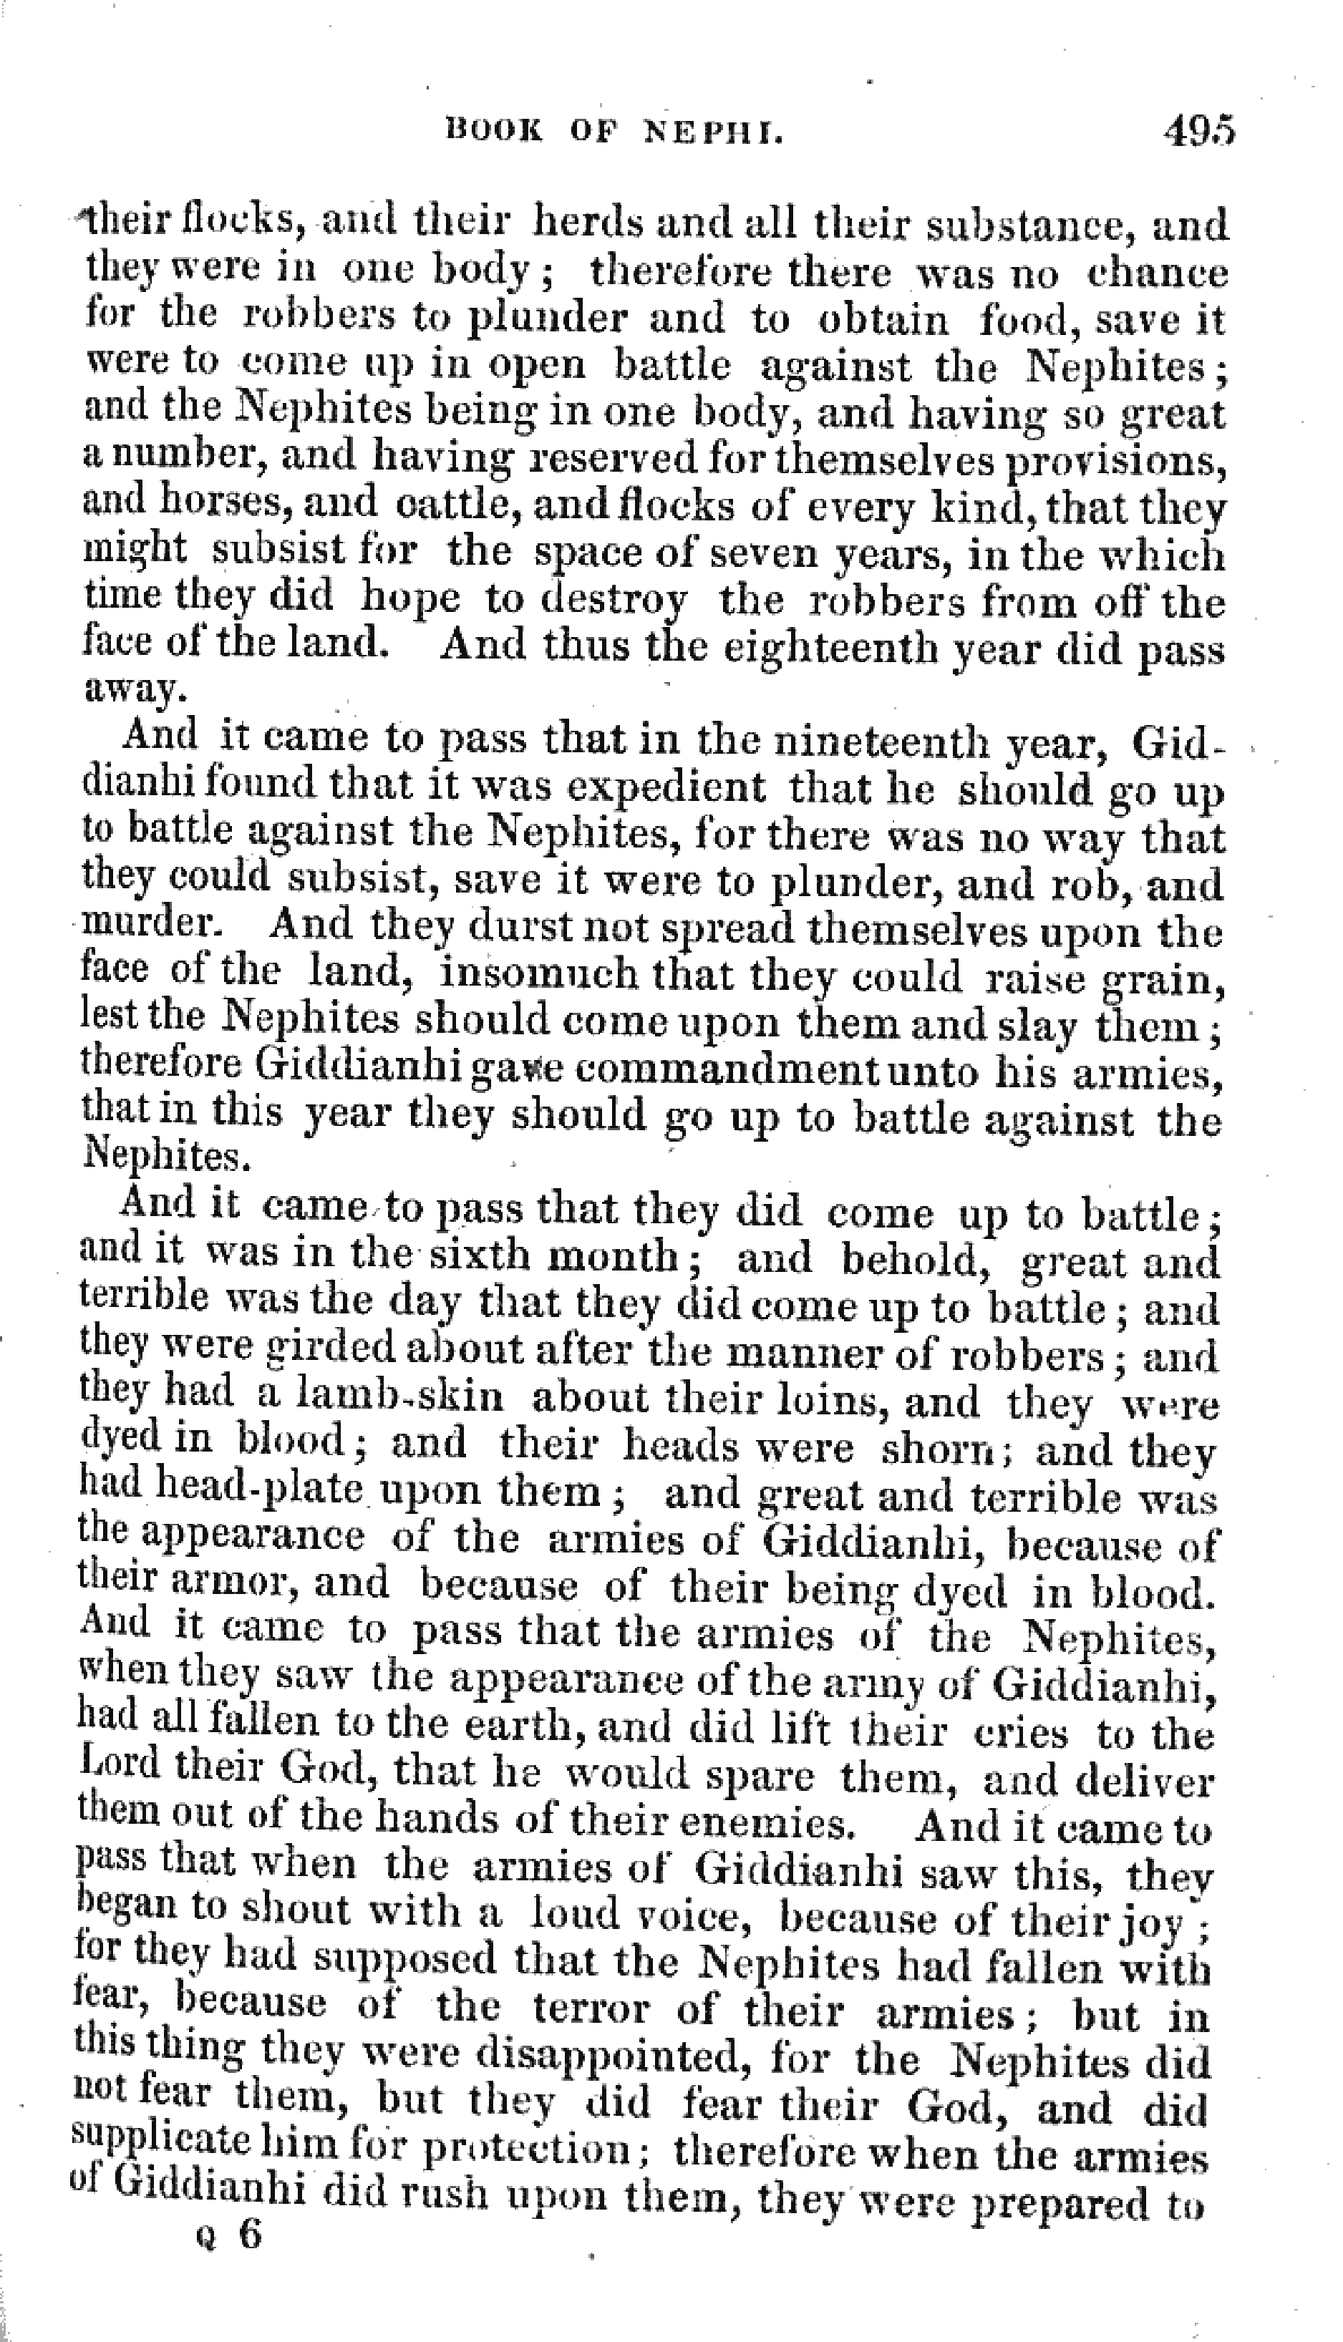 BOOK OF NEPHI. 495
their flocks, and their herds and all their substance, and
they were in one body; therefore there was no chance
for the robbers to plunder and to obtain food, save it
were to come up in open battle against the Nephites;
and the Nephites being in one body, and having so great
a number, and having reserved for themselves provisions,
and horses, and cattle, and flocks of every kind, that they
might subsist for the space of seven years, in the which
time they did hope to destroy the robbers from off the
face of the land. And thus the eighteenth year did pass
away.
And it came to pass that in the nineteenth year, Gid-
dianhi found that it was expedient that he should go up
to battle against the Nephites, for there was no way that
they could subsist, save it were to plunder, and rob, and
murder. And they durst not spread themselves upon the
face of the land, insomuch that they could raise grain,
lest the Nephites should come upon them and slay them;
therefore Giddianhi gave commandment unto his armies,
that in this year they should go up to battle against the
Nephites.
And it came to pass that they did come up to battle;
and it was in the sixth month; and behold, great and
terrible was the day that they did come up to battle; and
they were girded about after the manner of robbers; and
they had a lamb-skin about their loins, and they were
dyed in blood; and their heads were shorn; and they
had head-plate upon them; and great and terrible was
the appearance of the armies of Giddianhi, because of
their armor, and because of their being dyed in blood.
And it came to pass that the armies of the Nephites,
when they saw the appearance of the army of Giddianhi,
had all fallen to the earth, and did lift their cries to the
Lord their God, that he would spare them, and deliver
them out of the hands of their enemies. And it came to
pass that when the armies of Giddianhi saw this, they
began to shout with a loud voice, because of their joy;
for they had supposed that the Nephites had fallen with
fear, because of the terror of their armies; but in
this thing they were disappointed, for the Nephites did
not fear them, but they did fear their God, and did
supplicate him for protection; therefore when the armies
of Giddianhi did rush upon them, they were prepared to
Q 6